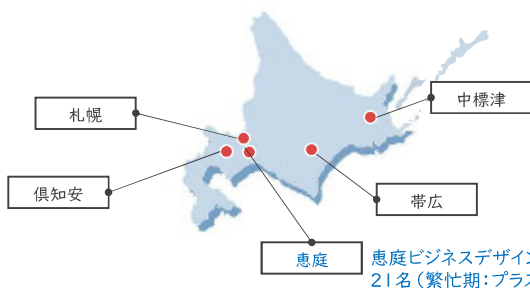 札幌
中標津
倶知安
帯広
恵庭
恵庭ビジネスデザイン
21名(繁忙期:プラス